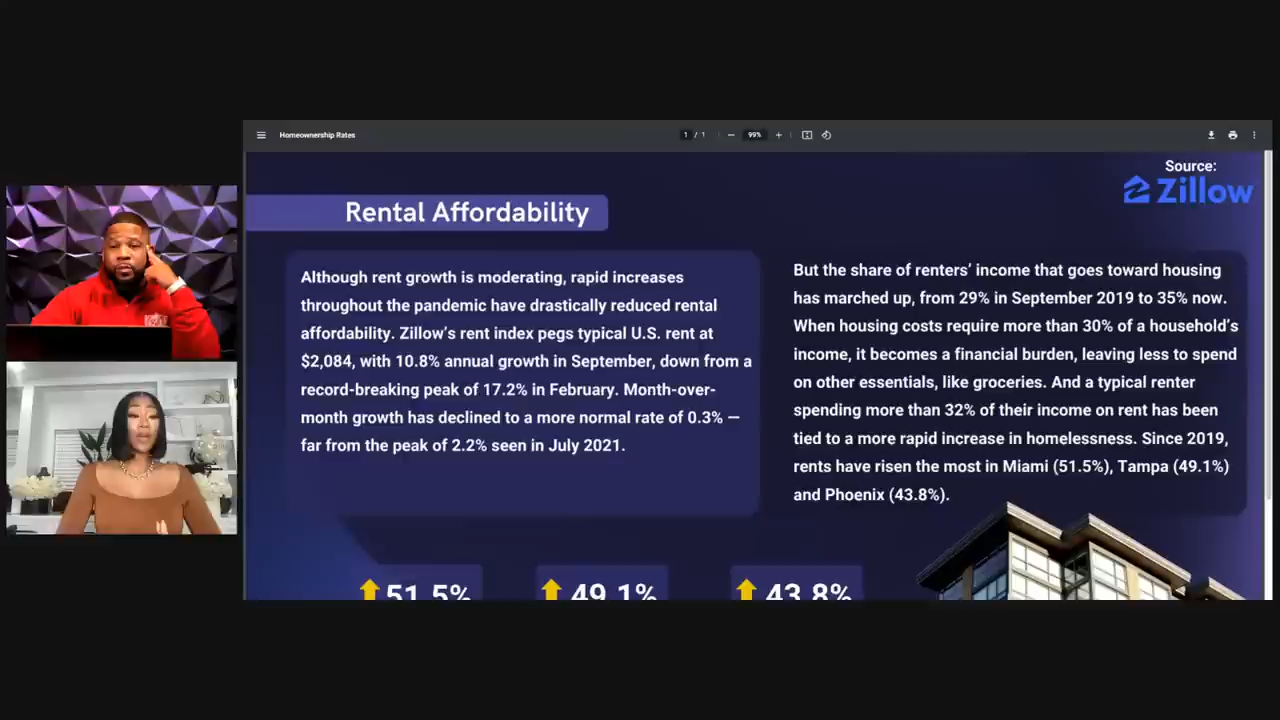 Homeownership Rates
1 / 1
99%
Source:
Zillow
Rental Affordability
Although rent growth is moderating, rapid increases
throughout the pandemic have drastically reduced rental
affordability. Zillow's rent index pegs typical U.S. rent at
$2,084, with 10.8% annual growth in September, down from a
record-breaking peak of 17.2% in February. Month-over-
month growth has declined to a more normal rate of 0.3% —
far from the peak of 2.2% seen in July 2021.
But the share of renters' income that goes toward housing
has marched up, from 29% in September 2019 to 35% now.
When housing costs require more than 30% of a household's
income, it becomes a financial burden, leaving less to spend
on other essentials, like groceries. And a typical renter
spending more than 32% of their income on rent has been
tied to a more rapid increase in homelessness. Since 2019,
rents have risen the most in Miami (51.5%), Tampa (49.1%)
and Phoenix (43.8%).
51.5%
49.1%
43.8%